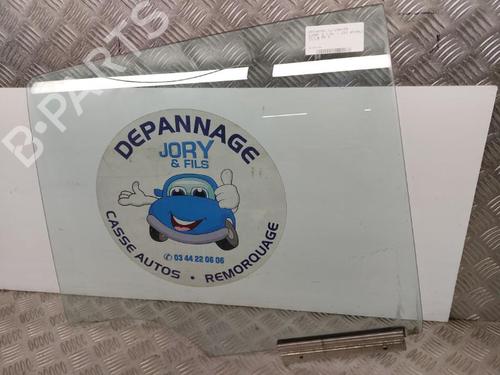 B-PARTS
DEPANNAGE
JORY
& FILS
03 44 22 06 06
CASSE AUTOS • REMORQUAGE